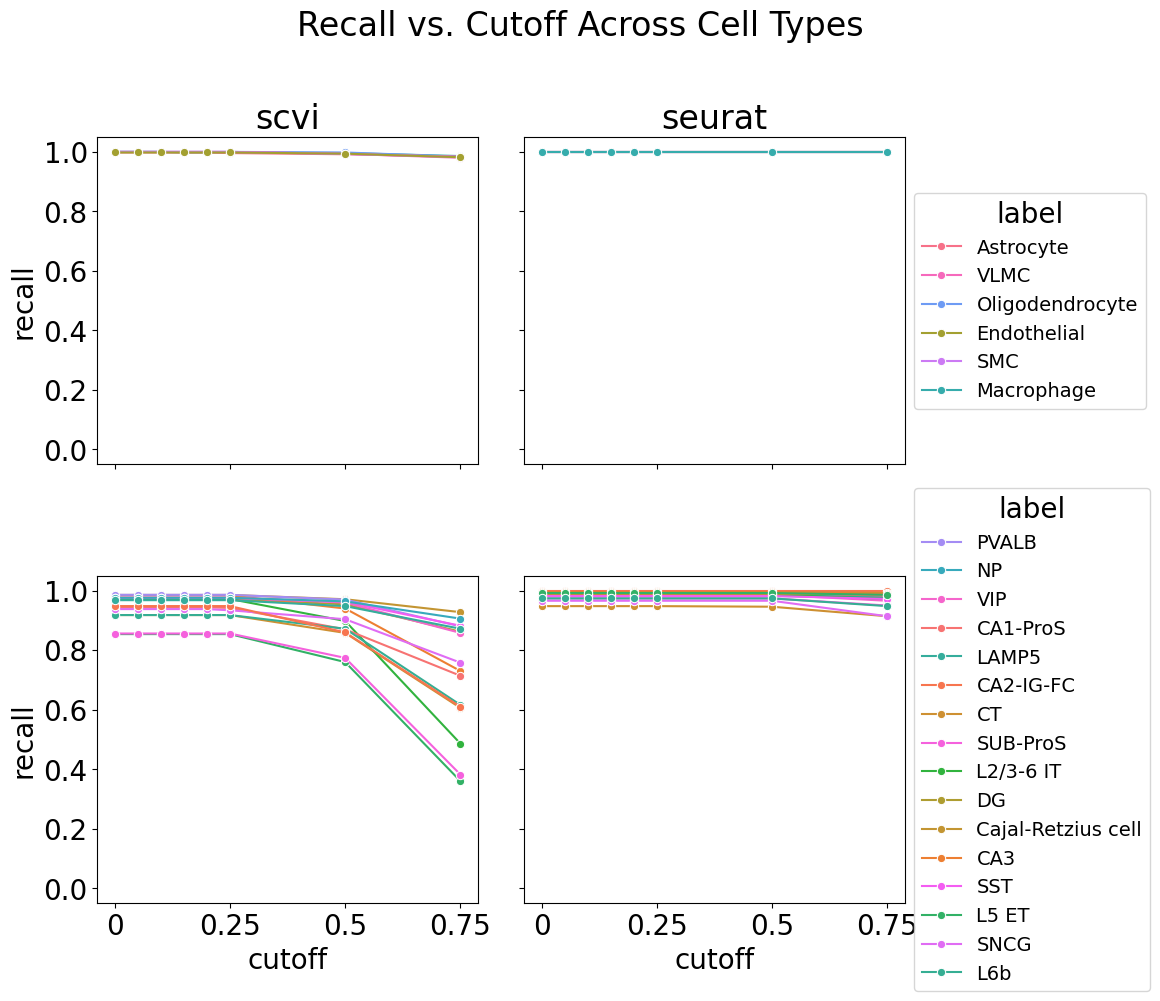 Recall vs. Cutoff Across Cell Types
scvi
seurat
1.0
0.8
0.6
0.4
0.2
0.0
recall
label
Astrocyte
VLMC
Oligodendrocyte
Endothelial
SMC
Macrophage
1.0
0.8
0.6
0.4
0.2
0.0
recall
0
0.25
0.5
0.75
cutoff
0
0.25
0.5
0.75
cutoff
label
PVALB
NP
VIP
CA1-ProS
LAMP5
CA2-IG-FC
CT
SUB-ProS
L2/3-6 IT
DG
Cajal-Retzius cell
CA3
SST
L5 ET
SNCG
L6b